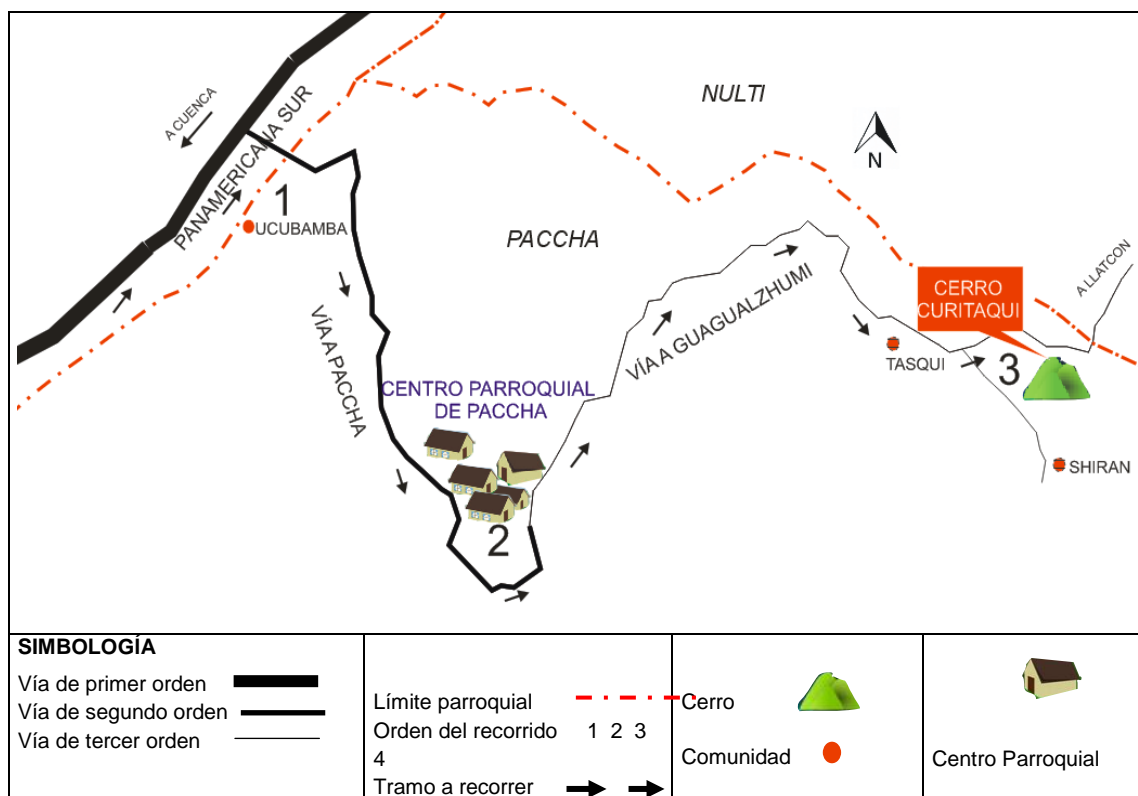 NULTI
A CUENCA
PANAMERICANA SUR
N
1
UCUBAMBA
PACCHA
A LLATCON
CERRO
CURITAQUI
VÍA A GUAGUALZHUMI
VÍA A PACCHA
TASQUI
3
CENTRO PARROQUIAL
DE PACCHA
SHIRAN
2
SIMBOLOGÍA
Vía de primer orden
Vía de segundo orden
Vía de tercer orden
Límite parroquial
Orden del recorrido 1 2 3
4
Tramo a recorrer
Cerro
Comunidad
Centro Parroquial